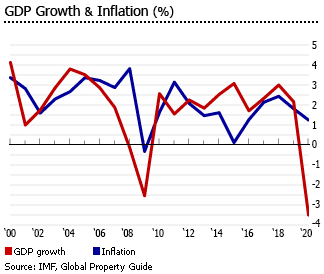 GDP Growth & Inflation (%)
5
4
3
2
1
0
-1
-2
-3
-4
'00 '02 '04 '06 '08 '10 '12 '14 '16 '18 '20
GDP growth Inflation
Source: IMF, Global Property Guide